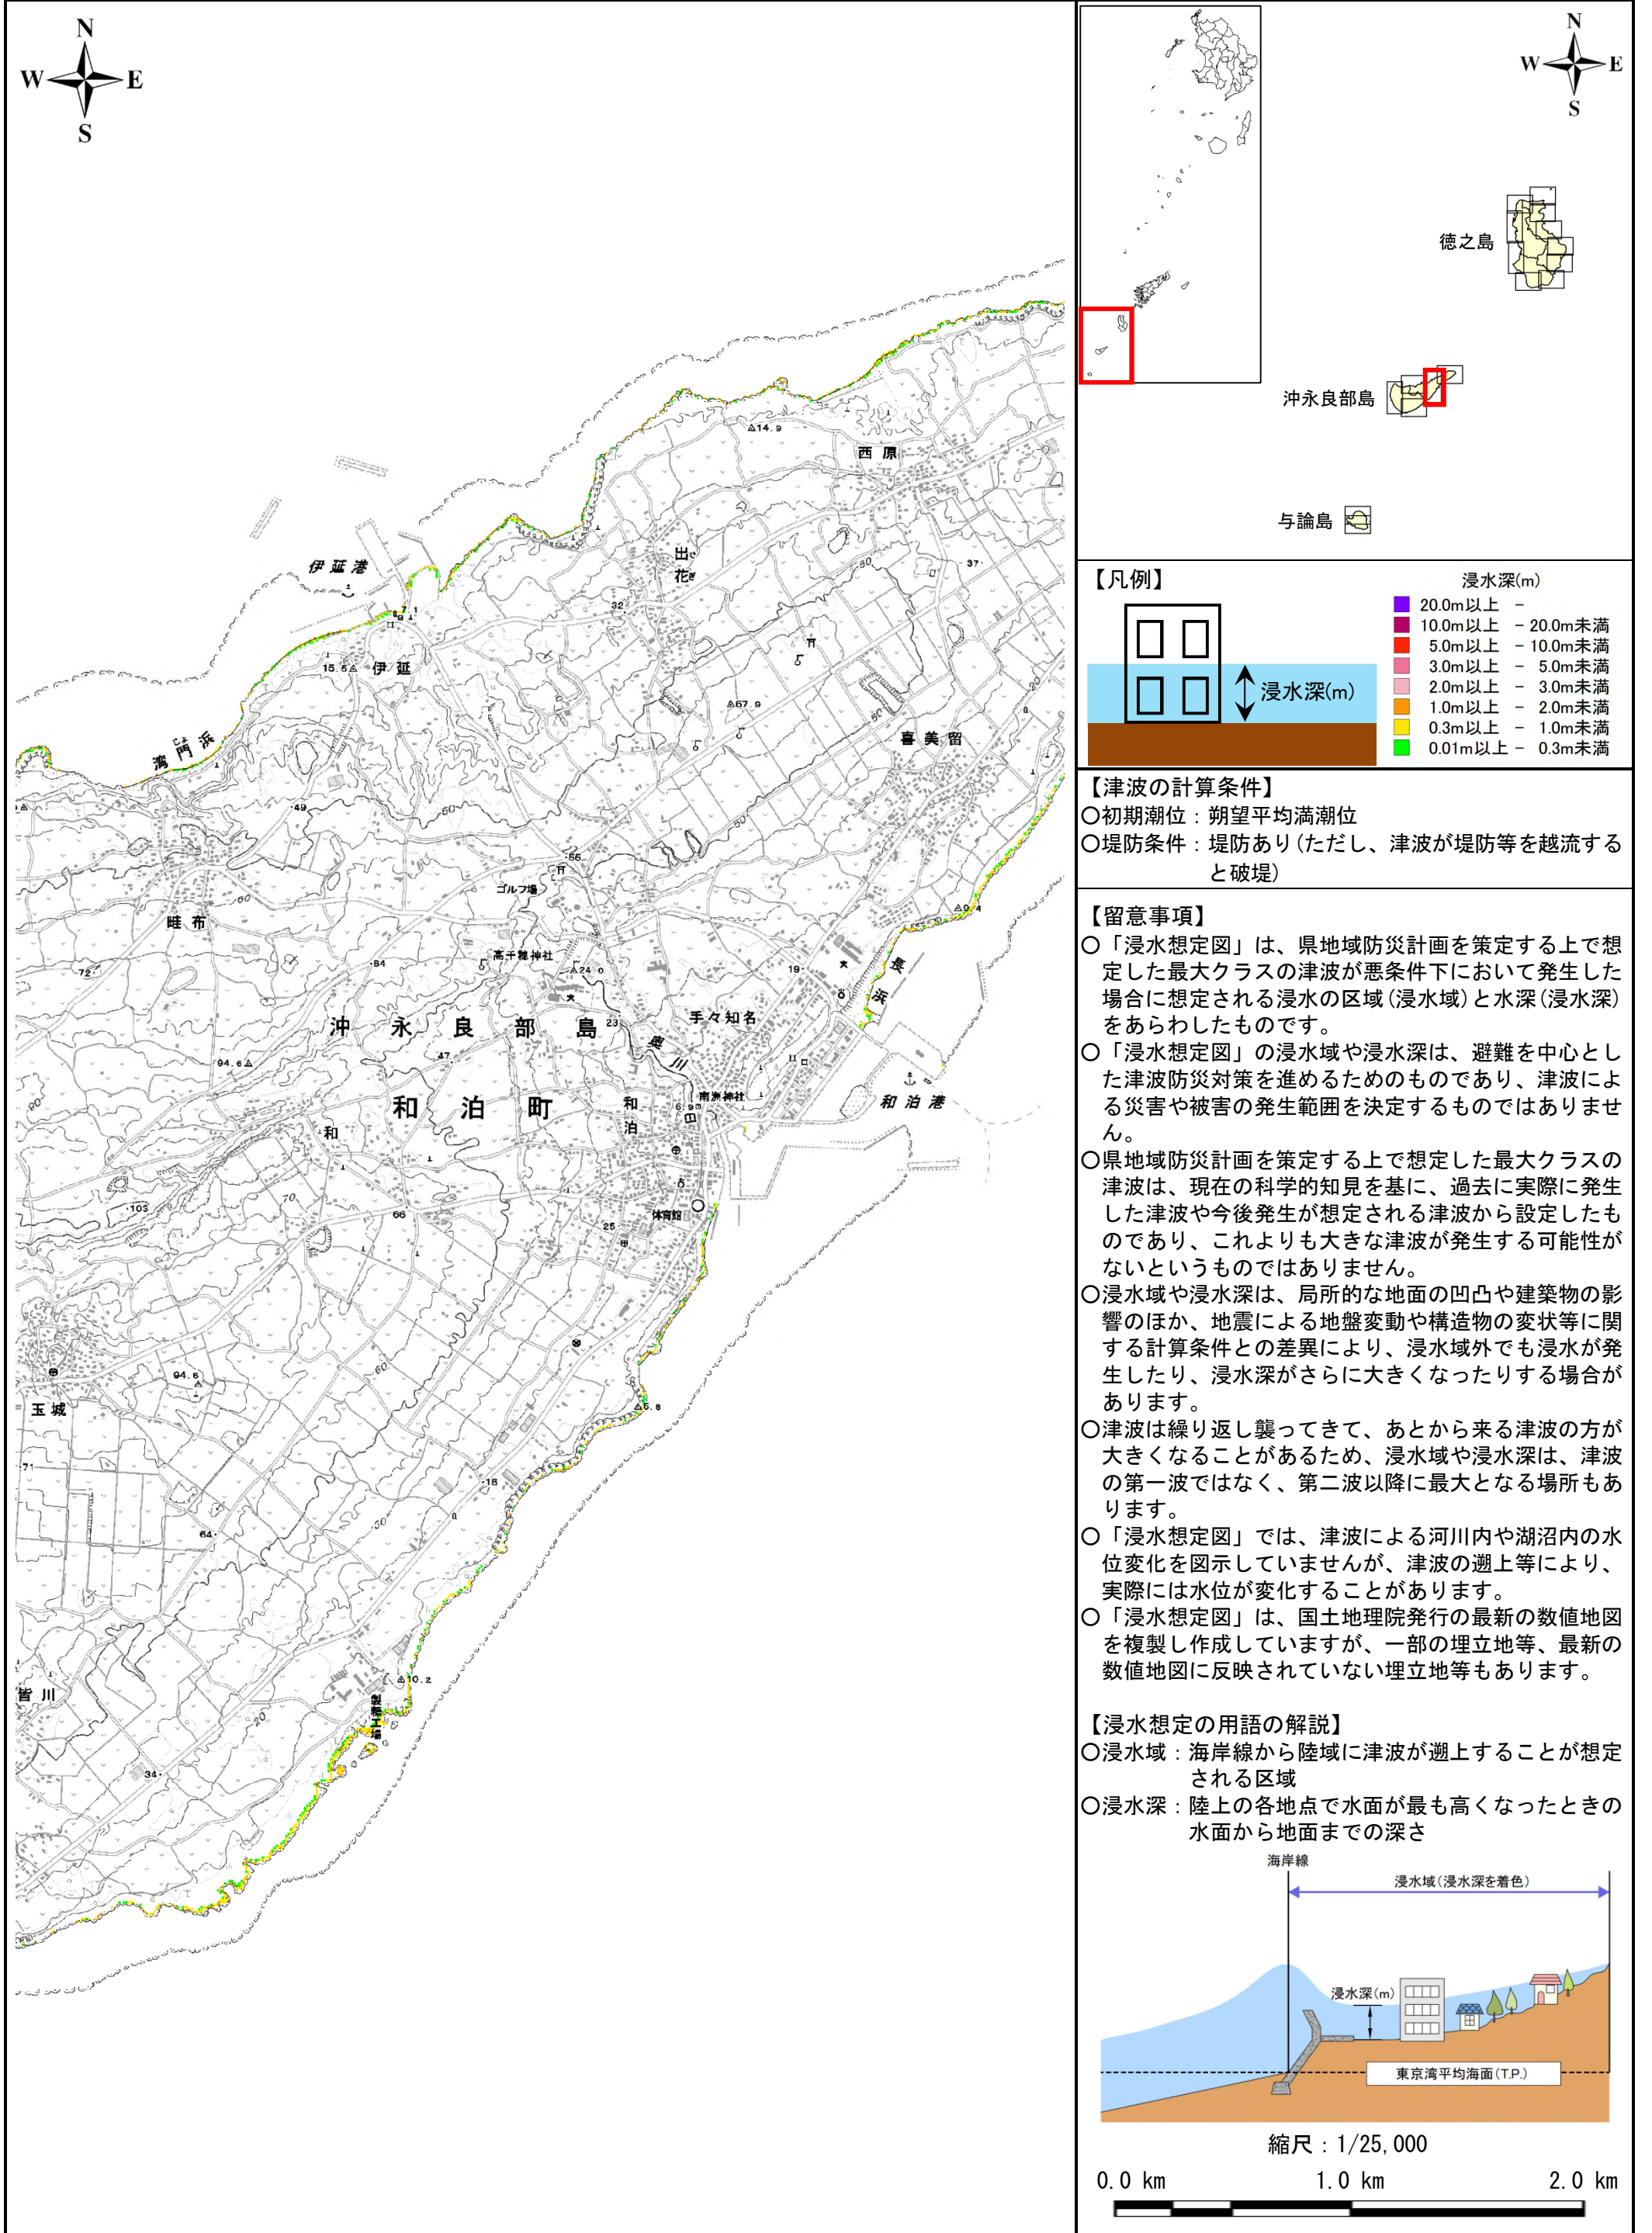 N
W E
S
伊延港
7.1
15.5
伊延
湾門浜
14.9
西原
出花
32
37
60
67.9
50
20
喜美留
49
60
50
55
ゴルフ場
畦布
60
72
84
高千穂神社
24.0
19
長浜
9.4
沖永良部島
23
手々知名
奥川
94.6
47
和泊町
和泊
6.9
南洲神社
和泊港
和
90
103
70
66
体育館
25
94.6
60
玉城
5.8
71
16
64
皆川
10.2
製糖工場
20
34
N
W E
S
徳之島
沖永良部島
与論島
【凡例】
浸水深(m)
20.0m以上 －
10.0m以上 － 20.0m未満
5.0m以上 － 10.0m未満
3.0m以上 － 5.0m未満
2.0m以上 － 3.0m未満
1.0m以上 － 2.0m未満
0.3m以上 － 1.0m未満
0.01m以上 － 0.3m未満
浸水深(m)
【津波の計算条件】
○初期潮位：朔望平均満潮位
○堤防条件：堤防あり(ただし、津波が堤防等を越流する
と破堤)
【留意事項】
○「浸水想定図」は、県地域防災計画を策定する上で想
定した最大クラスの津波が悪条件下において発生した
場合に想定される浸水の区域(浸水域)と水深(浸水深)
をあらわしたものです。
○「浸水想定図」の浸水域や浸水深は、避難を中心とし
た津波防災対策を進めるためのものであり、津波によ
る災害や被害の発生範囲を決定するものではありませ
ん。
○県地域防災計画を策定する上で想定した最大クラスの
津波は、現在の科学的知見を基に、過去に実際に発生
した津波や今後発生が想定される津波から設定したも
のであり、これよりも大きな津波が発生する可能性が
ないというものではありません。
○浸水域や浸水深は、局所的な地面の凹凸や建築物の影
響のほか、地震による地盤変動や構造物の変状等に関
する計算条件との差異により、浸水域外でも浸水が発
生したり、浸水深がさらに大きくなったりする場合が
あります。
○津波は繰り返し襲ってきて、あとから来る津波の方が
大きくなることがあるため、浸水域や浸水深は、津波
の第一波ではなく、第二波以降に最大となる場所もあ
ります。
○「浸水想定図」では、津波による河川内や湖沼内の水
位変化を図示していませんが、津波の遡上等により、
実際には水位が変化することがあります。
○「浸水想定図」は、国土地理院発行の最新の数値地図
を複製し作成していますが、一部の埋立地等、最新の
数値地図に反映されていない埋立地等もあります。
【浸水想定の用語の解説】
○浸水域：海岸線から陸域に津波が遡上することが想定
される区域
○浸水深：陸上の各地点で水面が最も高くなったときの
水面から地面までの深さ
海岸線
浸水域(浸水深を着色)
浸水深(m)
東京湾平均海面(T.P.)
縮尺：1/25,000
0.0 km 1.0 km 2.0 km